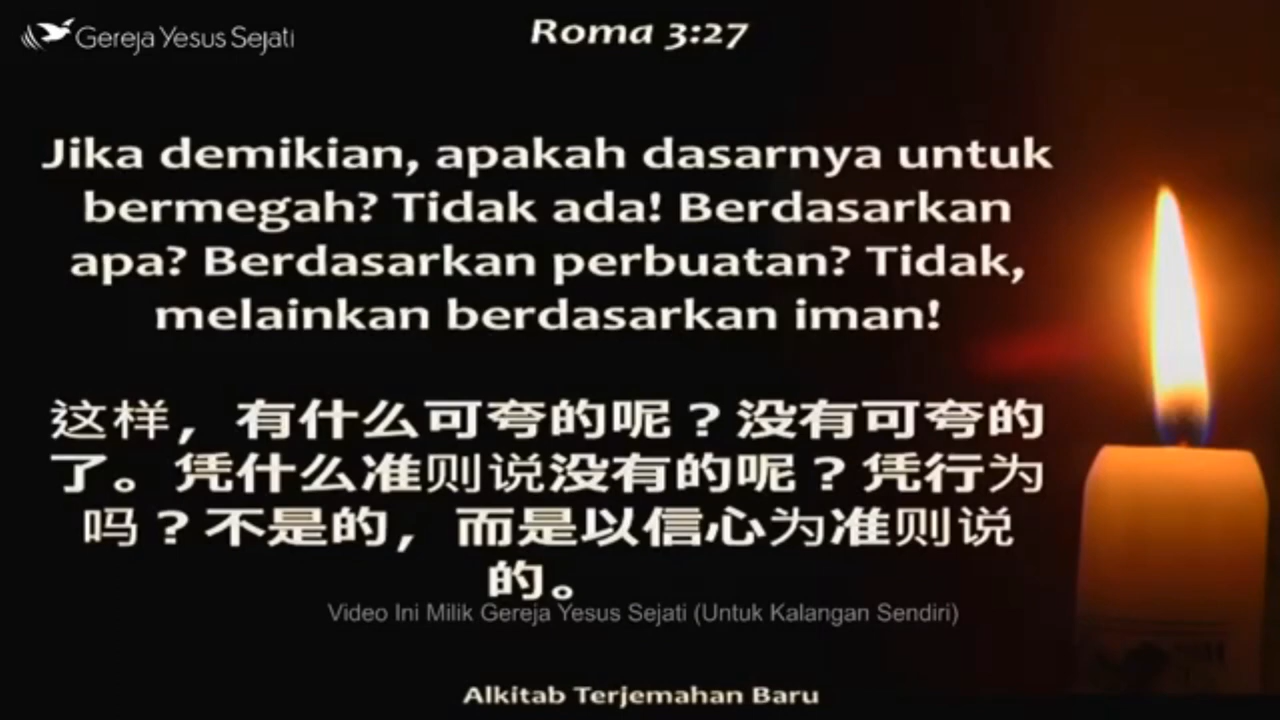 Gereja Yesus Sejati
Roma 3:27
Jika demikian, apakah dasarnya untuk
bermegah? Tidak ada! Berdasarkan
apa? Berdasarkan perbuatan? Tidak,
melainkan berdasarkan iman!
这样，有什么可夸的呢？没有可夸的
了。凭什么准则说没有的呢？凭行为
吗？不是的，而是以信心为准则说
的。
Video Ini Milik Gereja Yesus Sejati (Untuk Kalangan Sendiri)
Alkitab Terjemahan Baru